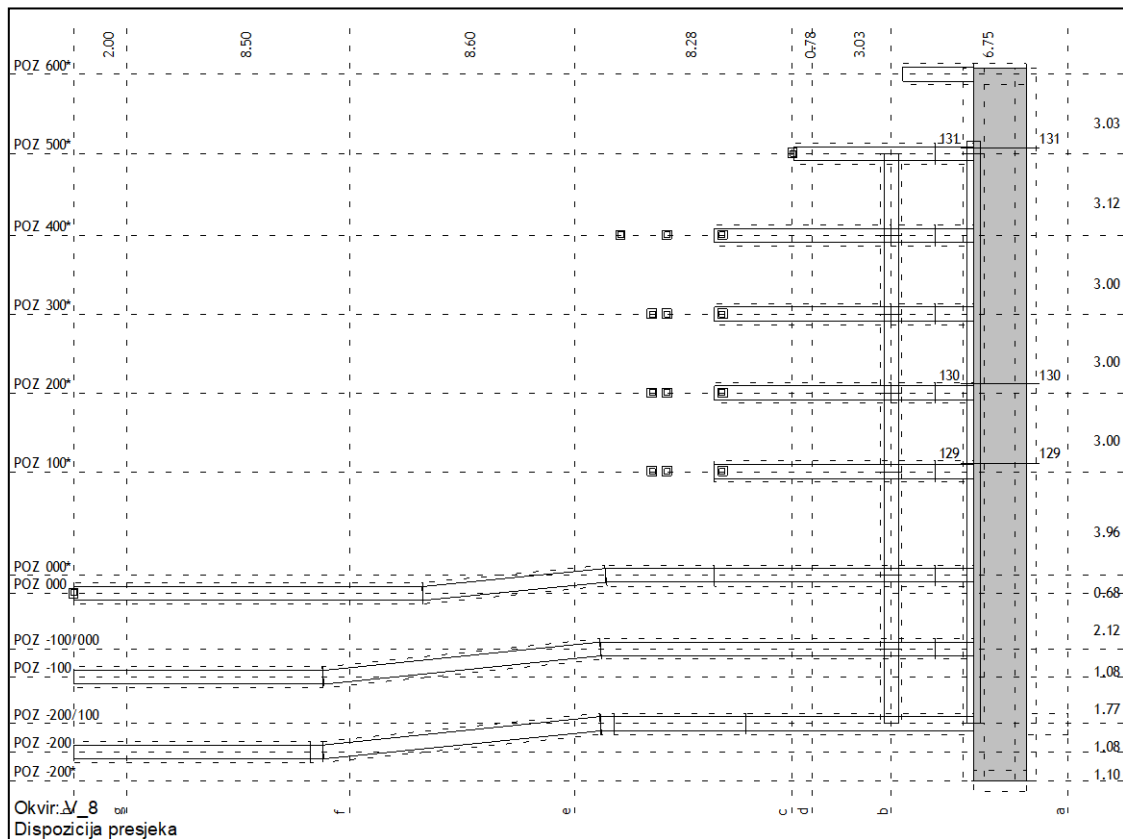 2.00
8.50
8.60
8.28
0.78
3.03
6.75
POZ 600*
3.03
POZ 500*
131
131
3.12
POZ 400*
3.00
POZ 300*
3.00
POZ 200*
130
130
3.00
POZ 100*
129
129
3.96
POZ 000*
POZ 000
0.68
2.12
POZ -100/000
POZ -100
1.08
POZ -200/100
1.77
POZ -200
1.08
POZ -200*
1.10
Okvir: V_8
g
f
e
c
d
b
a
Dispozicija presjeka